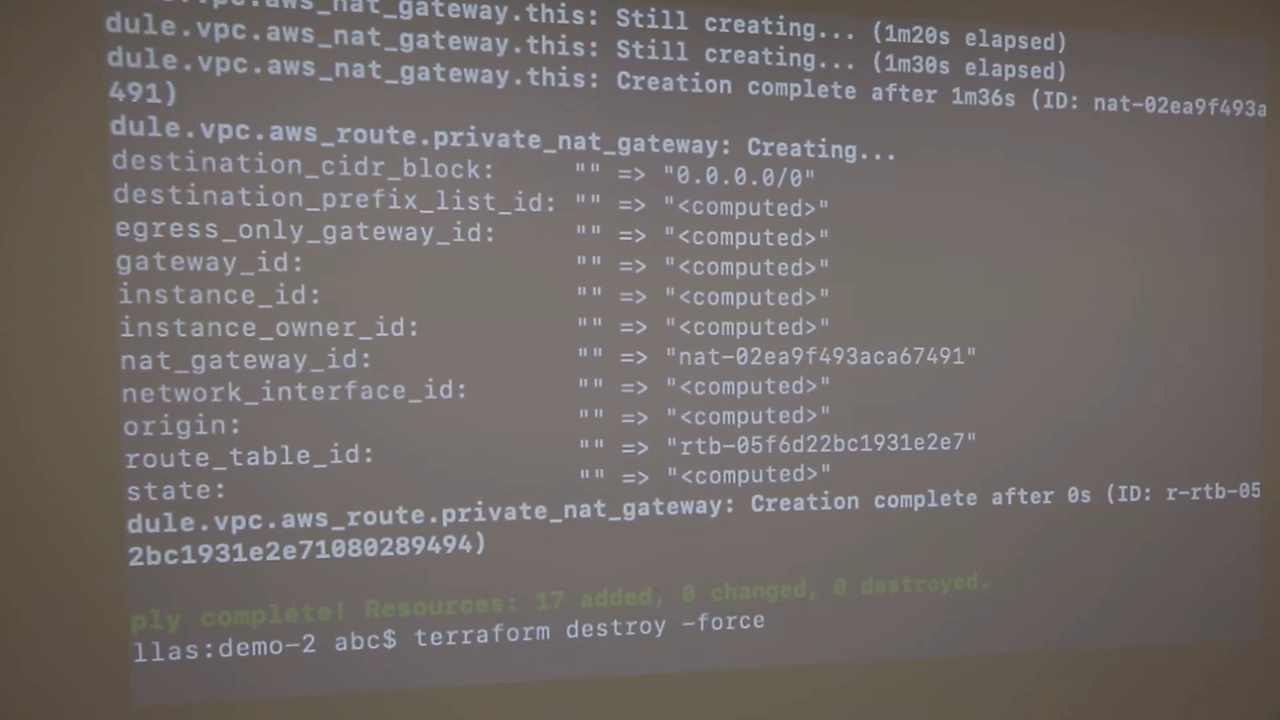 dule.vpc.aws_nat_gateway.this: Still creating... (1m20s elapsed)
dule.vpc.aws_nat_gateway.this: Still creating... (1m30s elapsed)
dule.vpc.aws_nat_gateway.this: Creation complete after 1m36s (ID: nat-02ea9f493a
491)
dule.vpc.aws_route.private_nat_gateway: Creating...
destination_cidr_block: "" => "0.0.0.0/0"
destination_prefix_list_id: "" => "<computed>"
egress_only_gateway_id: "" => "<computed>"
gateway_id: "" => "<computed>"
instance_id: "" => "<computed>"
instance_owner_id: "" => "<computed>"
nat_gateway_id: "" => "nat-02ea9f493aca67491"
network_interface_id: "" => "<computed>"
origin: "" => "<computed>"
route_table_id: "" => "rtb-05f6d22bc1931e2e7"
state: "" => "<computed>"
dule.vpc.aws_route.private_nat_gateway: Creation complete after 0s (ID: r-rtb-05
2bc1931e2e71080289494)
ply complete! Resources: 17 added, 0 changed, 0 destroyed.
llas:demo-2 abc$ terraform destroy -force